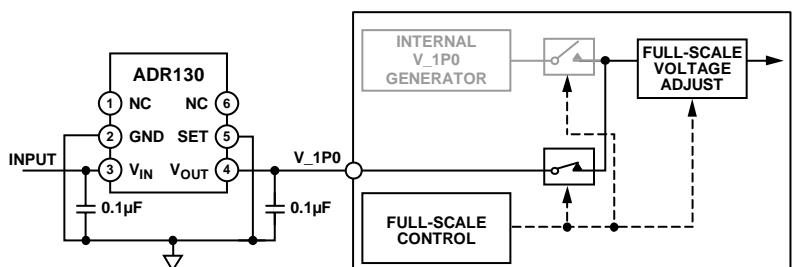 INTERNAL
V_1P0
GENERATOR
FULL-SCALE
VOLTAGE
ADJUST
ADR130
1 NC
NC 6
2 GND
SET 5
INPUT
3 VIN
VOUT 4
V_1P0
0.1µF
0.1µF
FULL-SCALE
CONTROL